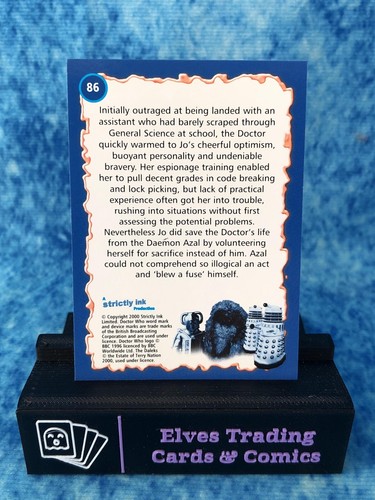 86
Initially outraged at being landed with an
assistant who had barely scraped through
General Science at school, the Doctor
quickly warmed to Jo's cheerful optimism,
buoyant personality and undeniable
bravery. Her espionage training enabled
her to pull decent grades in code breaking
and lock picking, but lack of practical
experience often got her into trouble,
rushing into situations without first
assessing the potential problems.
Nevertheless Jo did save the Doctor's life
from the Daemon Azal by volunteering
herself for sacrifice instead of him. Azal
could not comprehend so illogical an act
and 'blew a fuse' himself.
a
strictly ink
Production
© Copyright 2000 Strictly Ink
Limited. Doctor Who word mark
and device marks are trade marks
of the British Broadcasting
Corporation and are used under
licence. Doctor Who logo ©
BBC 1996 licenced by BBC
Worldwide Ltd. The Daleks
© the Estate of Terry Nation
2000, used under licence
Elves Trading
Cards & Comics